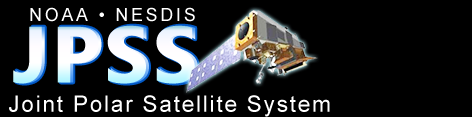 NOAA • NESDIS
JPSS
Joint Polar Satellite System